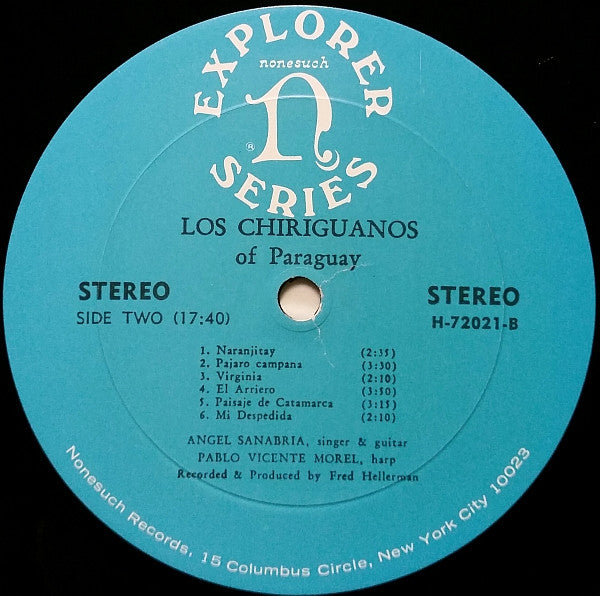 EXPLORER
nonesuch
n
®
SERIES
LOS CHIRIGUANOS
of Paraguay
STEREO
SIDE TWO (17:40)
STEREO
H-72021-B
1. Naranjitay (2:35)
2. Pajaro campana (3:30)
3. Virginia (2:10)
4. El Arriero (3:50)
5. Paisaje de Catamarca (3:15)
6. Mi Despedida (2:10)
ANGEL SANABRIA, singer & guitar
PABLO VICENTE MOREL, harp
Recorded & Produced by Fred Hellerman
Nonesuch Records, 15 Columbus Circle, New York City 10023